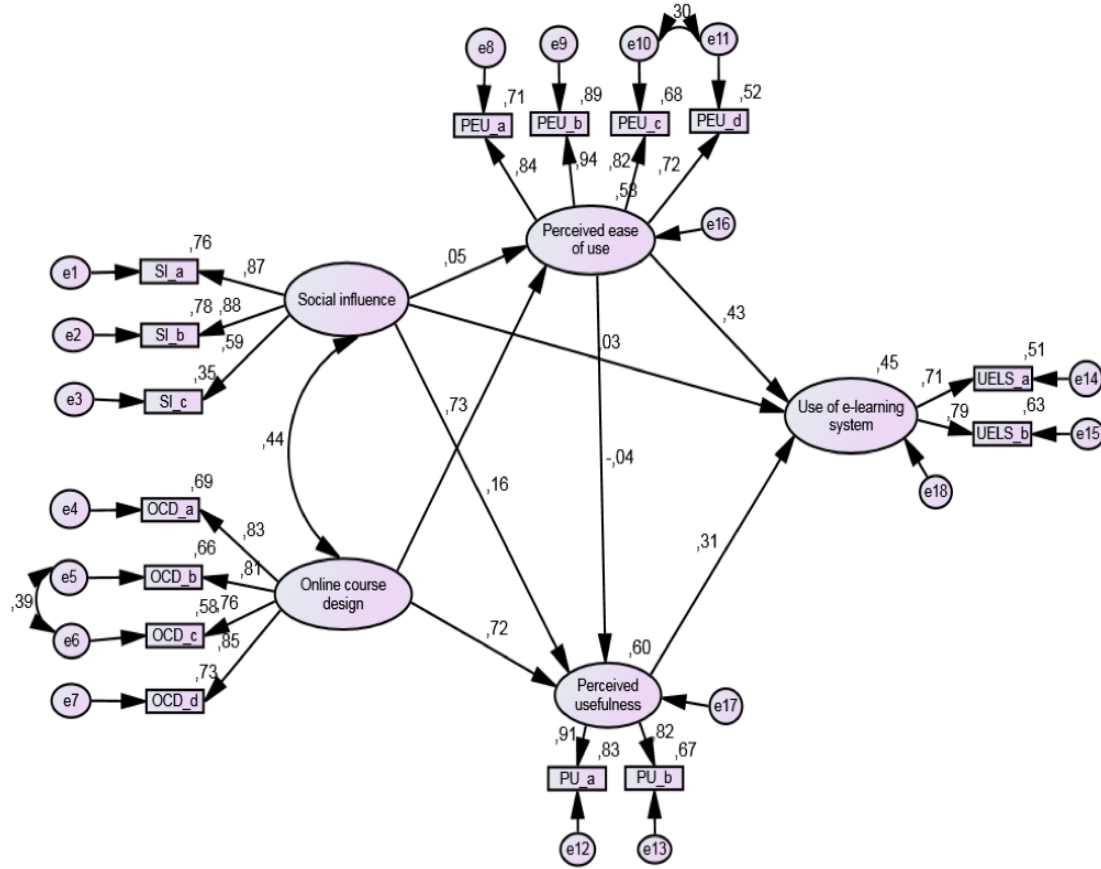 ,30
e8
e9
e10
e11
,71
,89
,68
,52
PEU_a
PEU_b
PEU_c
PEU_d
,84
,94
,82
,72
,58
Perceived ease
of use
e16
,76
e1
SI_a
,87
,05
Social influence
,78
,88
e2
SI_b
,59
,43
,03
,35
e3
SI_c
,45
,51
,71
UELS_a
e14
Use of e-learning
system
,79
,63
UELS_b
e15
,73
,44
-,04
,16
e18
,69
e4
OCD_a
,83
,31
,66
e5
OCD_b
,81
Online course
design
,39
,58
,76
e6
OCD_c
,85
,72
,60
,73
e7
OCD_d
Perceived
usefulness
e17
,91
,83
,82
,67
PU_a
PU_b
e12
e13